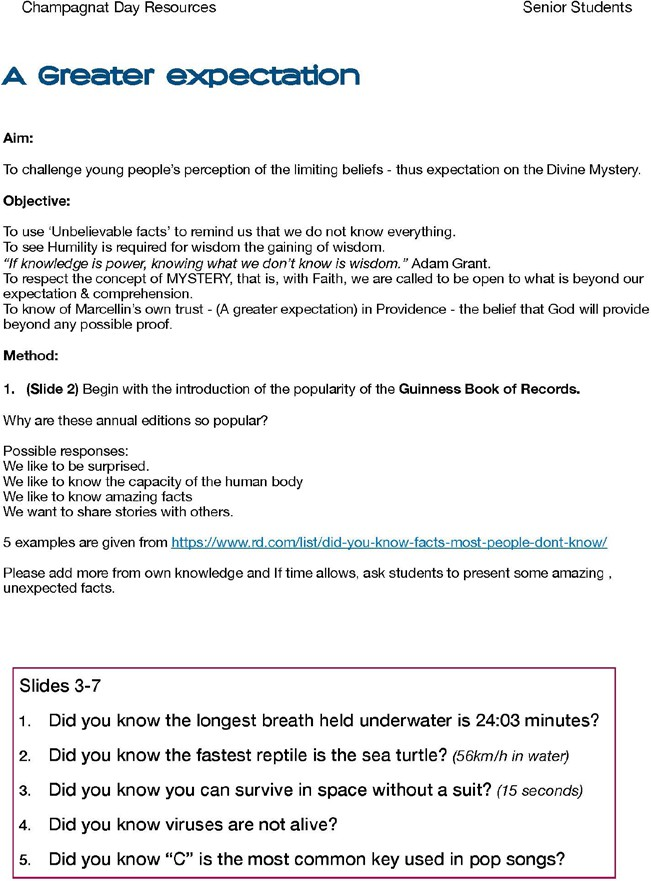 Champagnat Day Resources Senior Students
A Greater expectation
Aim:
To challenge young people's perception of the limiting beliefs - thus expectation on the Divine Mystery.
Objective:
To use 'Unbelievable facts' to remind us that we do not know everything.
To see Humility is required for wisdom the gaining of wisdom.
"If knowledge is power, knowing what we don't know is wisdom." Adam Grant.
To respect the concept of MYSTERY, that is, with Faith, we are called to be open to what is beyond our
expectation & comprehension.
To know of Marcellin's own trust - (A greater expectation) in Providence - the belief that God will provide
beyond any possible proof.
Method:
1. (Slide 2) Begin with the introduction of the popularity of the Guinness Book of Records.
Why are these annual editions so popular?
Possible responses:
We like to be surprised.
We like to know the capacity of the human body
We like to know amazing facts
We want to share stories with others.
5 examples are given from https://www.rd.com/list/did-you-know-facts-most-people-dont-know/
Please add more from own knowledge and If time allows, ask students to present some amazing ,
unexpected facts.
Slides 3-7
1. Did you know the longest breath held underwater is 24:03 minutes?
2. Did you know the fastest reptile is the sea turtle? (56km/h in water)
3. Did you know you can survive in space without a suit? (15 seconds)
4. Did you know viruses are not alive?
5. Did you know "C" is the most common key used in pop songs?